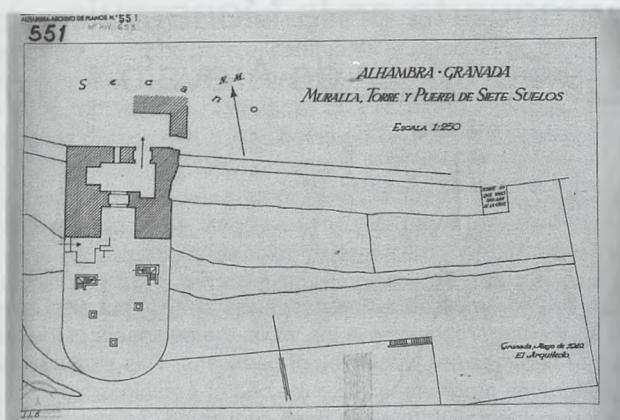 ALHAMBRA-ARCHIVO DE PLANOS N.º 551
551
Secano
N. M.
ALHAMBRA · GRANADA
MURALLA, TORRE Y PUERTA DE SIETE SUELOS
ESCALA 1:250
Granada, Mayo de
El Arquitecto.
J.L.B.